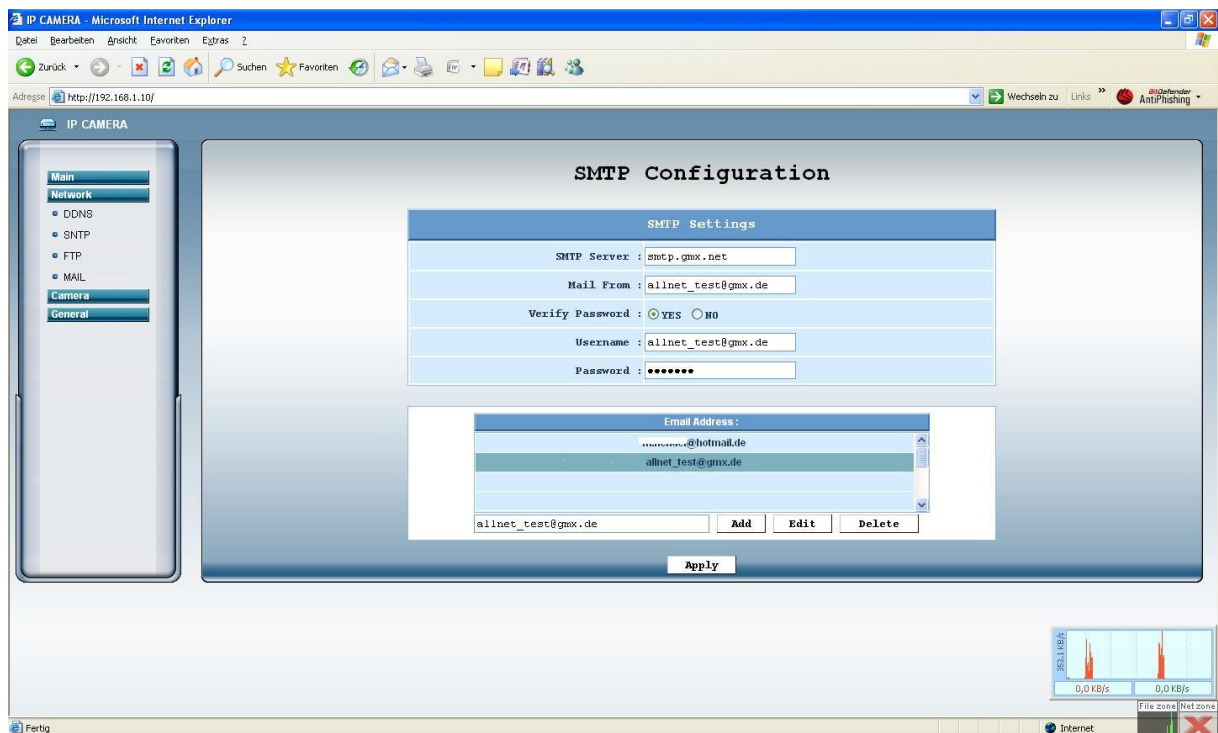 IP CAMERA - Microsoft Internet Explorer
Datei Bearbeiten Ansicht Favoriten Extras ?
Zurück Suchen Favoriten
Adresse http://192.168.1.10/ Wechseln zu Links » BitDefender AntiPhishing
IP CAMERA
Main
Network
DDNS
SNTP
FTP
MAIL
Camera
General
SMTP Configuration
SMTP Settings
SMTP Server : smtp.gmx.net
Mail From : allnet_test@gmx.de
Verify Password : YES NO
Username : allnet_test@gmx.de
Password : •••••••
Email Address :
@hotmail.de
allnet_test@gmx.de
allnet_test@gmx.de Add Edit Delete
Apply
353,1 KB/s
0,0 KB/s 0,0 KB/s
File zone Net zone
Fertig Internet